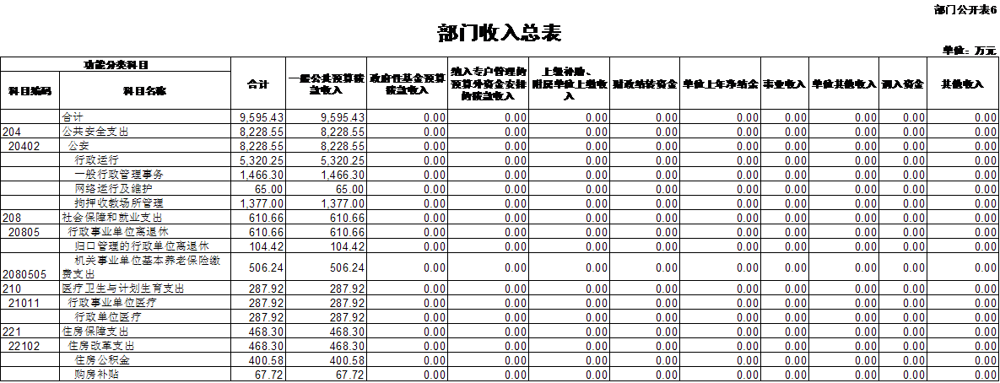 部门公开表6
部门收入总表
单位：万元
功能分类科目 合计 一般公共预算拨款收入 政府性基金预算拨款收入 纳入专户管理的预算外资金安排的拨款收入 上级补助、附属单位上缴收入 财政结转资金 单位上年净结余 事业收入 单位其他收入 调入资金 其他收入
科目编码 科目名称
合计 9,595.43 9,595.43 0.00 0.00 0.00 0.00 0.00 0.00 0.00 0.00 0.00
204 公共安全支出 8,228.55 8,228.55 0.00 0.00 0.00 0.00 0.00 0.00 0.00 0.00 0.00
20402 公安 8,228.55 8,228.55 0.00 0.00 0.00 0.00 0.00 0.00 0.00 0.00 0.00
行政运行 5,320.25 5,320.25 0.00 0.00 0.00 0.00 0.00 0.00 0.00 0.00 0.00
一般行政管理事务 1,466.30 1,466.30 0.00 0.00 0.00 0.00 0.00 0.00 0.00 0.00 0.00
网络运行及维护 65.00 65.00 0.00 0.00 0.00 0.00 0.00 0.00 0.00 0.00 0.00
拘押收教场所管理 1,377.00 1,377.00 0.00 0.00 0.00 0.00 0.00 0.00 0.00 0.00 0.00
208 社会保障和就业支出 610.66 610.66 0.00 0.00 0.00 0.00 0.00 0.00 0.00 0.00 0.00
20805 行政事业单位离退休 610.66 610.66 0.00 0.00 0.00 0.00 0.00 0.00 0.00 0.00 0.00
归口管理的行政单位离退休 104.42 104.42 0.00 0.00 0.00 0.00 0.00 0.00 0.00 0.00 0.00
2080505 机关事业单位基本养老保险缴费支出 506.24 506.24 0.00 0.00 0.00 0.00 0.00 0.00 0.00 0.00 0.00
210 医疗卫生与计划生育支出 287.92 287.92 0.00 0.00 0.00 0.00 0.00 0.00 0.00 0.00 0.00
21011 行政事业单位医疗 287.92 287.92 0.00 0.00 0.00 0.00 0.00 0.00 0.00 0.00 0.00
行政单位医疗 287.92 287.92 0.00 0.00 0.00 0.00 0.00 0.00 0.00 0.00 0.00
221 住房保障支出 468.30 468.30 0.00 0.00 0.00 0.00 0.00 0.00 0.00 0.00 0.00
22102 住房改革支出 468.30 468.30 0.00 0.00 0.00 0.00 0.00 0.00 0.00 0.00 0.00
住房公积金 400.58 400.58 0.00 0.00 0.00 0.00 0.00 0.00 0.00 0.00 0.00
购房补贴 67.72 67.72 0.00 0.00 0.00 0.00 0.00 0.00 0.00 0.00 0.00